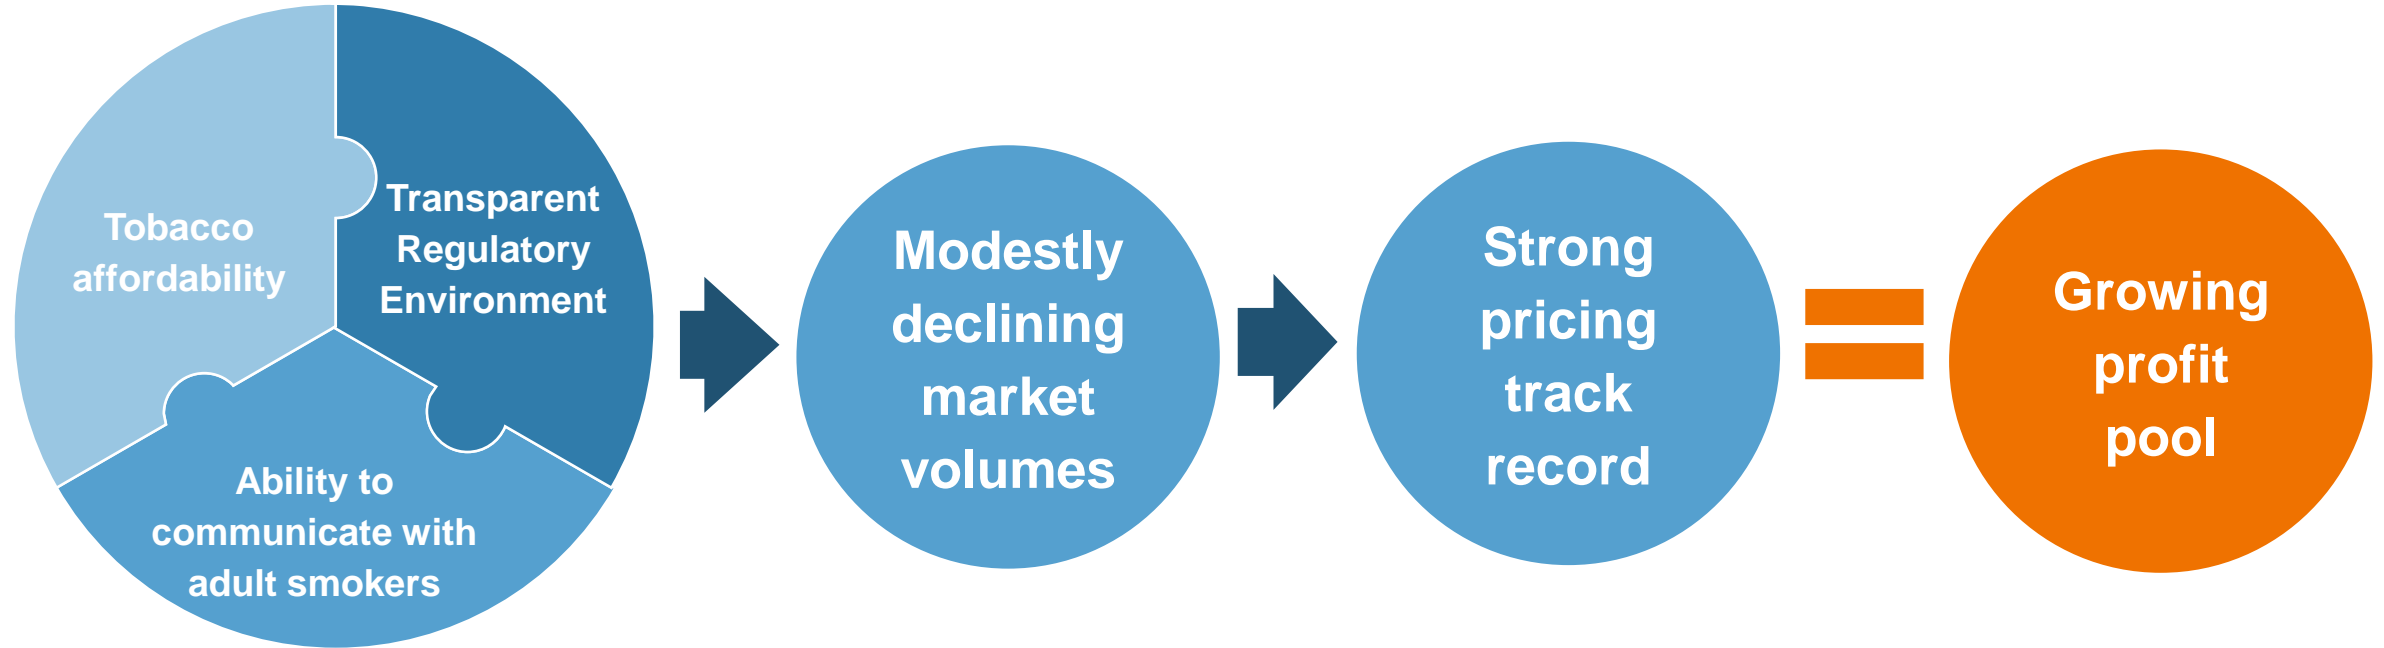 Tobacco
affordability
Transparent
Regulatory
Environment
Ability to
communicate with
adult smokers
Modestly
declining
market
volumes
Strong
pricing
track
record
Growing
profit
pool